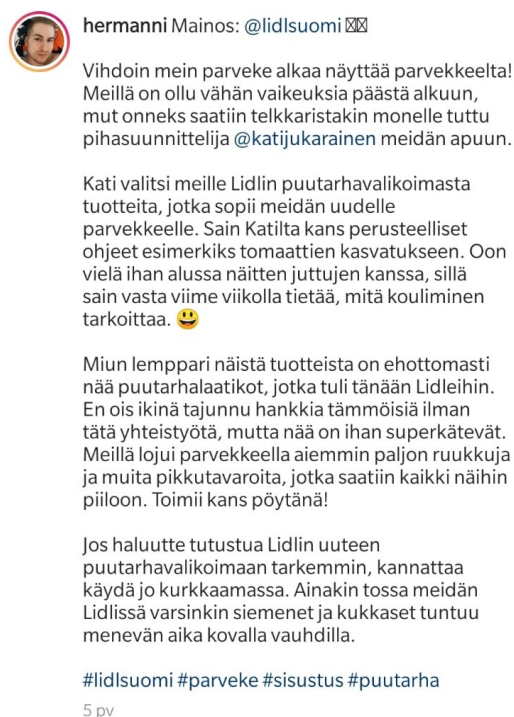 hermanni Mainos: @lidlsuomi
Vihdoin mein parveke alkaa näyttää parvekkeelta!
Meillä on ollu vähän vaikeuksia päästä alkuun,
mut onneks saatiin telkkaristakin monelle tuttu
pihasuunnittelija @katijukarainen meidän apuun.
Kati valitsi meille Lidlin puutarhavalikoimasta
tuotteita, jotka sopii meidän uudelle
parvekkeelle. Sain Katilta kans perusteelliset
ohjeet esimerkiks tomaattien kasvatukseen. Oon
vielä ihan alussa näitten juttujen kanssa, sillä
sain vasta viime viikolla tietää, mitä kouliminen
tarkoittaa. 😃
Miun lemppari näistä tuotteista on ehottomasti
nää puutarhalaatikot, jotka tuli tänään Lidleihin.
En ois ikinä tajunnu hankkia tämmöisiä ilman
tätä yhteistyötä, mutta nää on ihan superkätevät.
Meillä lojui parvekkeella aiemmin paljon ruukkuja
ja muita pikkutavaroita, jotka saatiin kaikki näihin
piiloon. Toimii kans pöytänä!
Jos haluutte tutustua Lidlin uuteen
puutarhavalikoimaan tarkemmin, kannattaa
käydä jo kurkkaamassa. Ainakin tossa meidän
Lidlissä varsinkin siemenet ja kukkaset tuntuu
menevän aika kovalla vauhdilla.
#lidlsuomi #parveke #sisustus #puutarha
5 pv